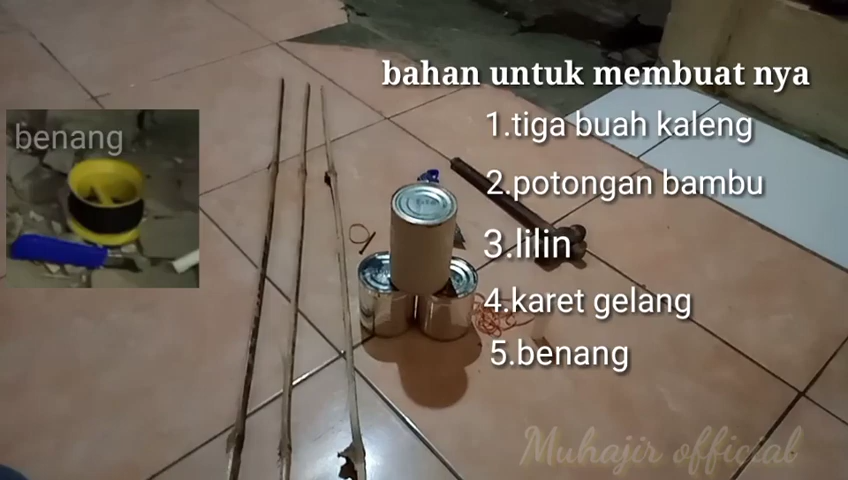 bahan untuk membuat nya
benang
1.tiga buah kaleng
2.potongan bambu
3.lilin
4.karet gelang
5.benang
Muhajir official